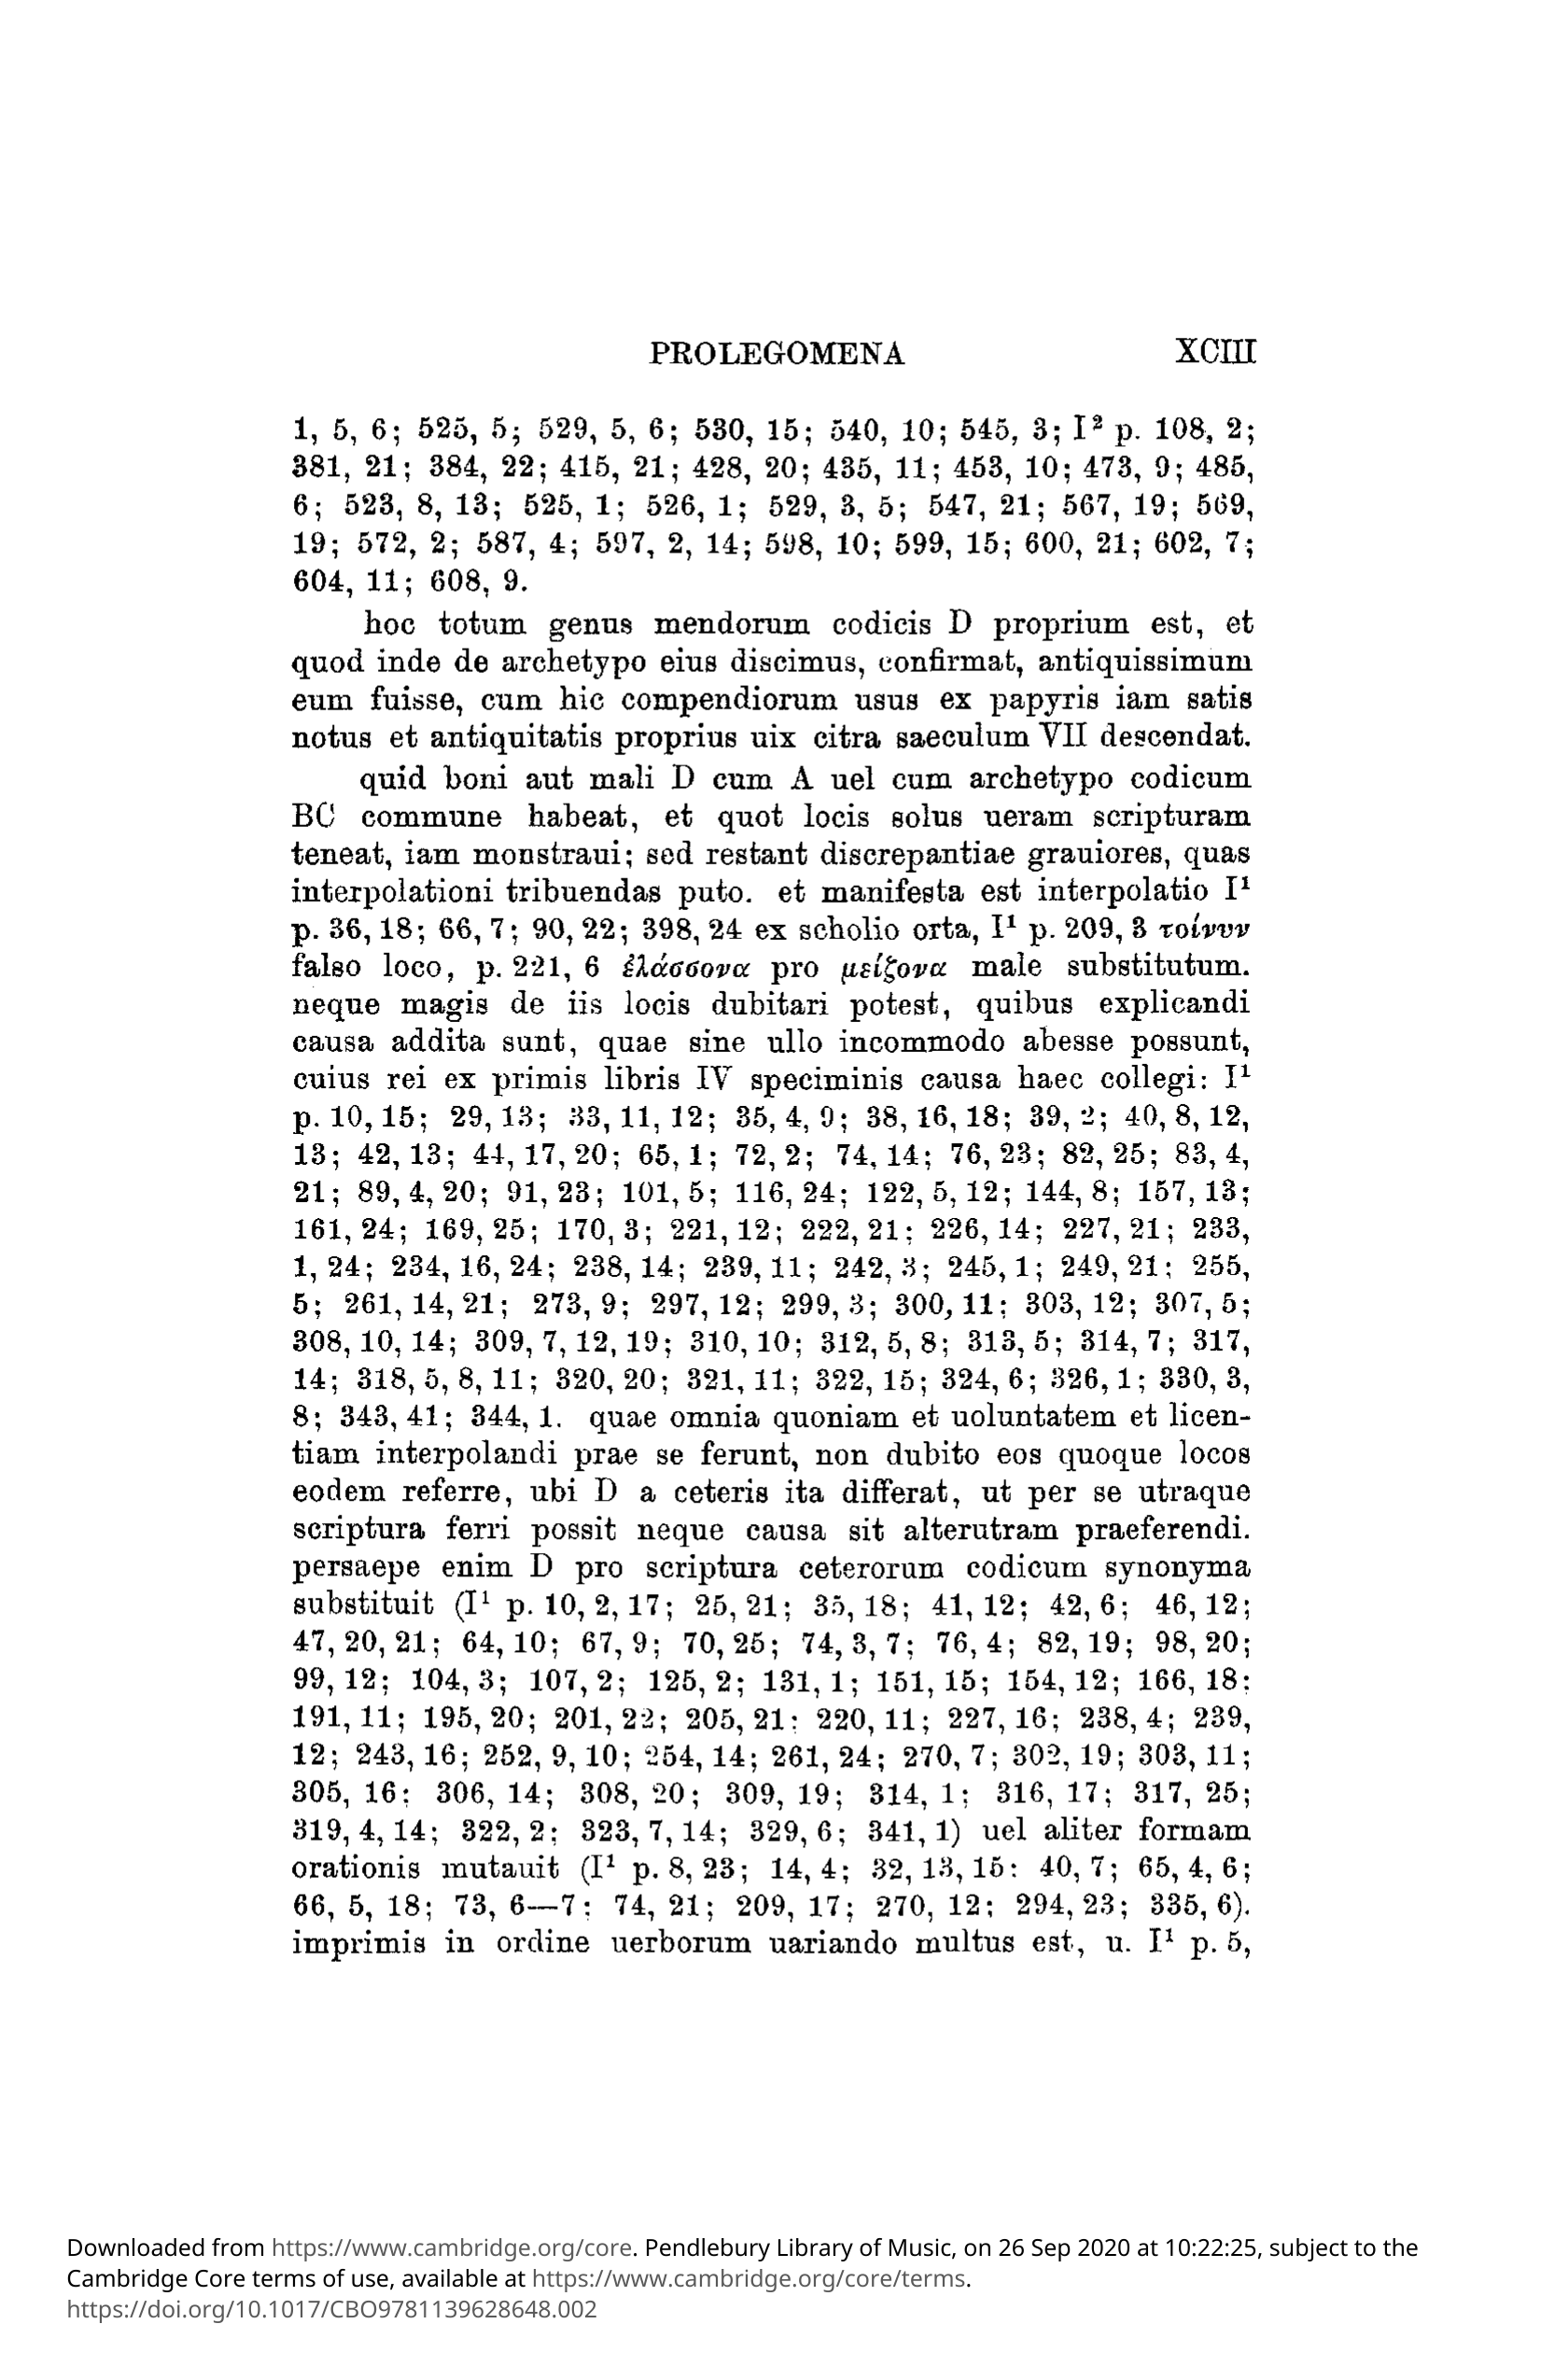 PROLEGOMENA XCIII
1, 5, 6; 525, 5; 529, 5, 6; 530, 15; 540, 10; 545, 3; I² p. 108, 2;
381, 21; 384, 22; 415, 21; 428, 20; 435, 11; 453, 10; 473, 9; 485,
6; 523, 8, 13; 525, 1; 526, 1; 529, 3, 5; 547, 21; 567, 19; 569,
19; 572, 2; 587, 4; 597, 2, 14; 598, 10; 599, 15; 600, 21; 602, 7;
604, 11; 608, 9.
hoc totum genus mendorum codicis D proprium est, et
quod inde de archetypo eius discimus, confirmat, antiquissimum
eum fuisse, cum hic compendiorum usus ex papyris iam satis
notus et antiquitatis proprius uix citra saeculum VII descendat.
quid boni aut mali D cum A uel cum archetypo codicum
BC commune habeat, et quot locis solus ueram scripturam
teneat, iam monstraui; sed restant discrepantiae grauiores, quas
interpolationi tribuendas puto. et manifesta est interpolatio I¹
p. 36, 18; 66, 7; 90, 22; 398, 24 ex scholio orta, I¹ p. 209, 3 τοίνυν
falso loco, p. 221, 6 ἐλάσσονα pro μείζονα male substitutum.
neque magis de iis locis dubitari potest, quibus explicandi
causa addita sunt, quae sine ullo incommodo abesse possunt,
cuius rei ex primis libris IV speciminis causa haec collegi: I¹
p. 10, 15; 29, 13; 33, 11, 12; 35, 4, 9; 38, 16, 18; 39, 2; 40, 8, 12,
13; 42, 13; 44, 17, 20; 65, 1; 72, 2; 74, 14; 76, 23; 82, 25; 83, 4,
21; 89, 4, 20; 91, 23; 101, 5; 116, 24; 122, 5, 12; 144, 8; 157, 13;
161, 24; 169, 25; 170, 3; 221, 12; 222, 21; 226, 14; 227, 21; 233,
1, 24; 234, 16, 24; 238, 14; 239, 11; 242, 3; 245, 1; 249, 21; 255,
5; 261, 14, 21; 273, 9; 297, 12; 299, 3; 300, 11; 303, 12; 307, 5;
308, 10, 14; 309, 7, 12, 19; 310, 10; 312, 5, 8; 313, 5; 314, 7; 317,
14; 318, 5, 8, 11; 320, 20; 321, 11; 322, 15; 324, 6; 326, 1; 330, 3,
8; 343, 41; 344, 1. quae omnia quoniam et uoluntatem et licen-
tiam interpolandi prae se ferunt, non dubito eos quoque locos
eodem referre, ubi D a ceteris ita differat, ut per se utraque
scriptura ferri possit neque causa sit alterutram praeferendi.
persaepe enim D pro scriptura ceterorum codicum synonyma
substituit (I¹ p. 10, 2, 17; 25, 21; 35, 18; 41, 12; 42, 6; 46, 12;
47, 20, 21; 64, 10; 67, 9; 70, 25; 74, 3, 7; 76, 4; 82, 19; 98, 20;
99, 12; 104, 3; 107, 2; 125, 2; 131, 1; 151, 15; 154, 12; 166, 18;
191, 11; 195, 20; 201, 22; 205, 21; 220, 11; 227, 16; 238, 4; 239,
12; 243, 16; 252, 9, 10; 254, 14; 261, 24; 270, 7; 302, 19; 303, 11;
305, 16; 306, 14; 308, 20; 309, 19; 314, 1; 316, 17; 317, 25;
319, 4, 14; 322, 2; 323, 7, 14; 329, 6; 341, 1) uel aliter formam
orationis mutauit (I¹ p. 8, 23; 14, 4; 32, 13, 15; 40, 7; 65, 4, 6;
66, 5, 18; 73, 6—7; 74, 21; 209, 17; 270, 12; 294, 23; 335, 6).
imprimis in ordine uerborum uariando multus est, u. I¹ p. 5,
Downloaded from https://www.cambridge.org/core. Pendlebury Library of Music, on 26 Sep 2020 at 10:22:25, subject to the
Cambridge Core terms of use, available at https://www.cambridge.org/core/terms.
https://doi.org/10.1017/CBO9781139628648.002